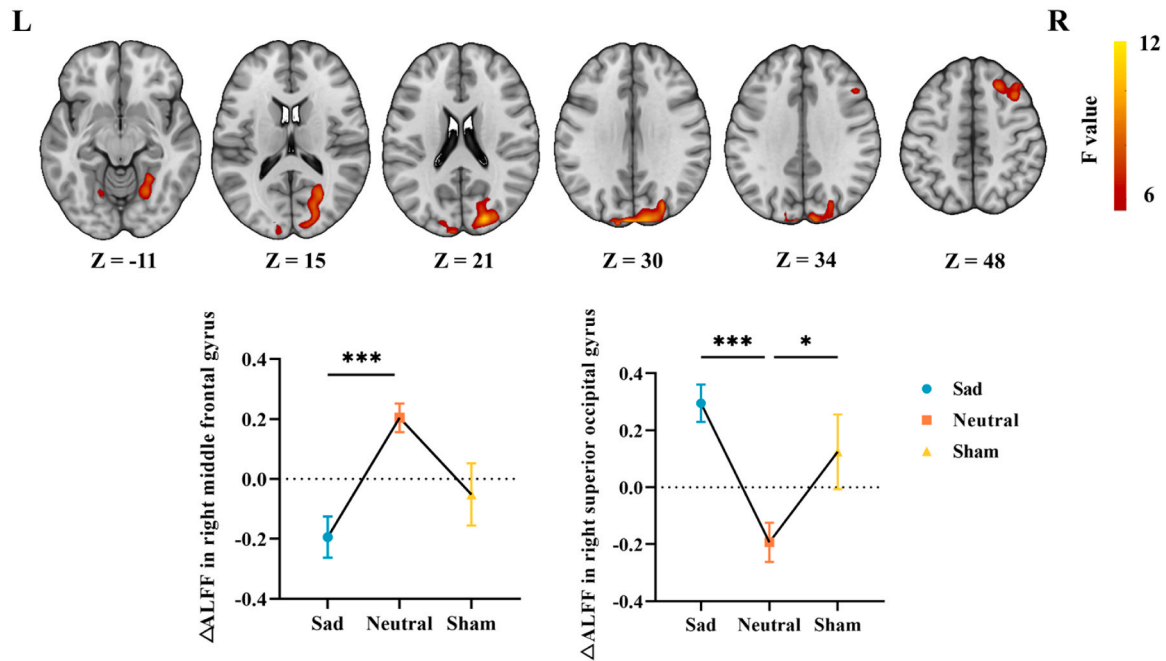 L
R
12
F value
6
Z = -11
Z = 15
Z = 21
Z = 30
Z = 34
Z = 48
△ALFF in right middle frontal gyrus
0.4
0.2
0.0
-0.2
-0.4
***
Sad
Neutral
Sham
△ALFF in right superior occipital gyrus
0.4
0.2
0.0
-0.2
-0.4
***
*
Sad
Neutral
Sham
Sad
Neutral
Sham